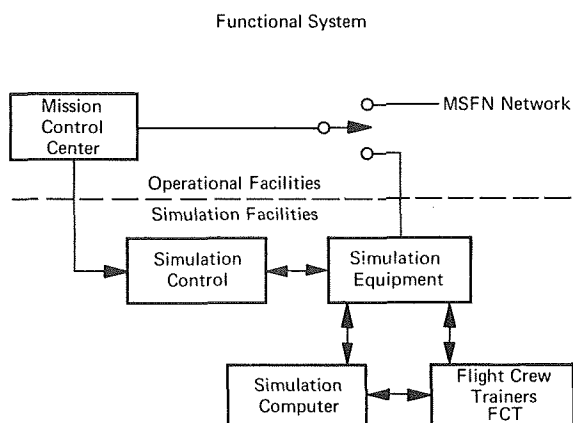 Functional System
Mission
Control
Center
MSFN Network
Operational Facilities
Simulation Facilities
Simulation
Control
Simulation
Equipment
Simulation
Computer
Flight Crew
Trainers
FCT